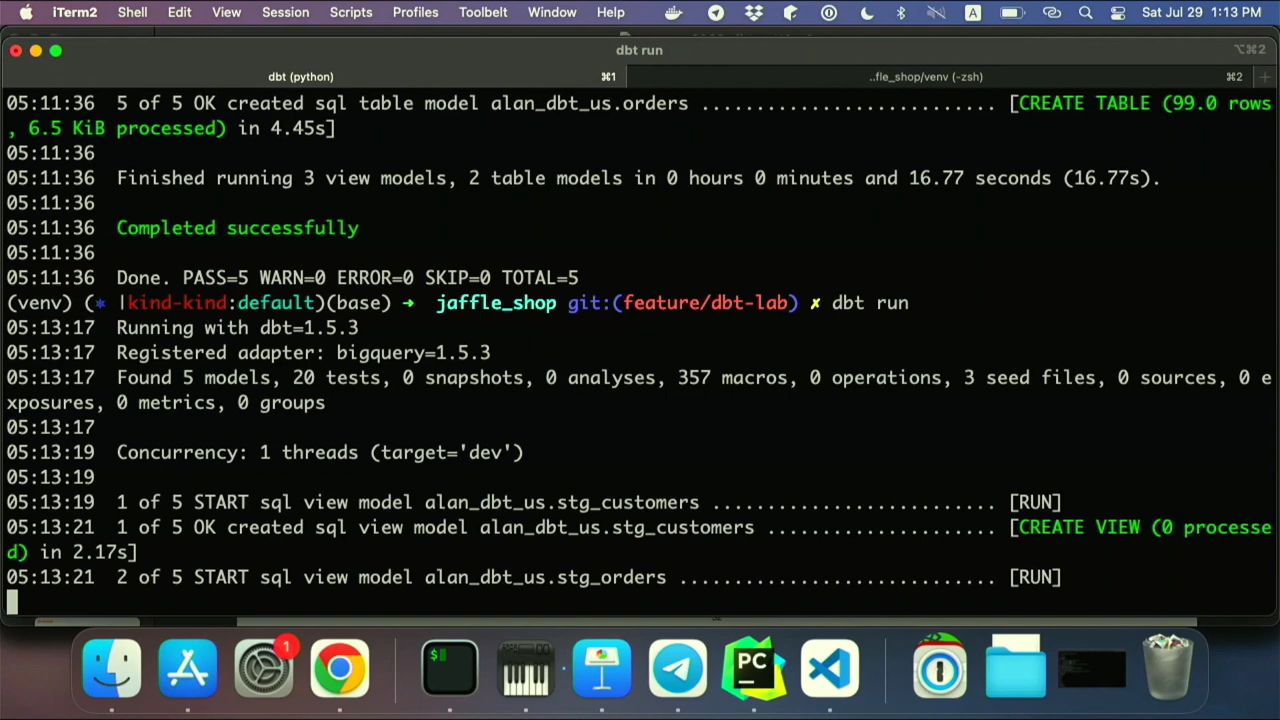 iTerm2 Shell Edit View Session Scripts Profiles Toolbelt Window Help A Sat Jul 29 1:13 PM
dbt run ⌥⌘2
dbt (python) ⌘1 ..fle_shop/venv (-zsh) ⌘2
05:11:36 5 of 5 OK created sql table model alan_dbt_us.orders ........................... [CREATE TABLE (99.0 rows
, 6.5 KiB processed) in 4.45s]
05:11:36
05:11:36 Finished running 3 view models, 2 table models in 0 hours 0 minutes and 16.77 seconds (16.77s).
05:11:36
05:11:36 Completed successfully
05:11:36
05:11:36 Done. PASS=5 WARN=0 ERROR=0 SKIP=0 TOTAL=5
(venv) (⎈ |kind-kind:default)(base) ➜ jaffle_shop git:(feature/dbt-lab) ✗ dbt run
05:13:17 Running with dbt=1.5.3
05:13:17 Registered adapter: bigquery=1.5.3
05:13:17 Found 5 models, 20 tests, 0 snapshots, 0 analyses, 357 macros, 0 operations, 3 seed files, 0 sources, 0 e
xposures, 0 metrics, 0 groups
05:13:17
05:13:19 Concurrency: 1 threads (target='dev')
05:13:19
05:13:19 1 of 5 START sql view model alan_dbt_us.stg_customers .......................... [RUN]
05:13:21 1 of 5 OK created sql view model alan_dbt_us.stg_customers ..................... [CREATE VIEW (0 processe
d) in 2.17s]
05:13:21 2 of 5 START sql view model alan_dbt_us.stg_orders ............................. [RUN]
1
$
PC